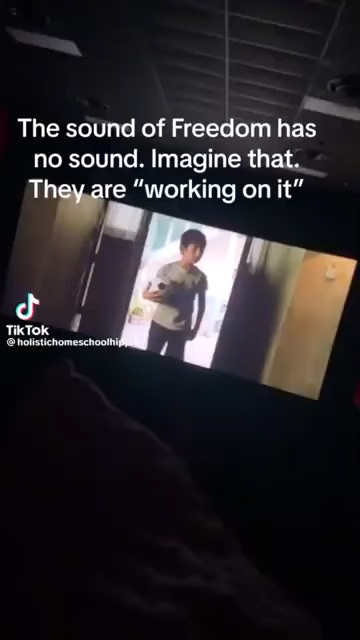 The sound of Freedom has
no sound. Imagine that.
They are “working on it”
TikTok